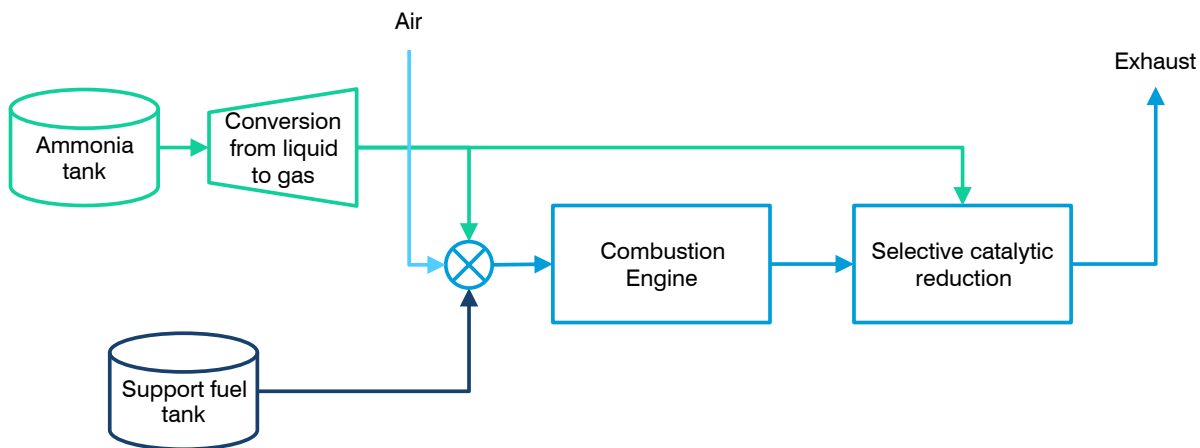 Air
Exhaust
Ammonia
tank
Conversion
from liquid
to gas
Combustion
Engine
Selective catalytic
reduction
Support fuel
tank